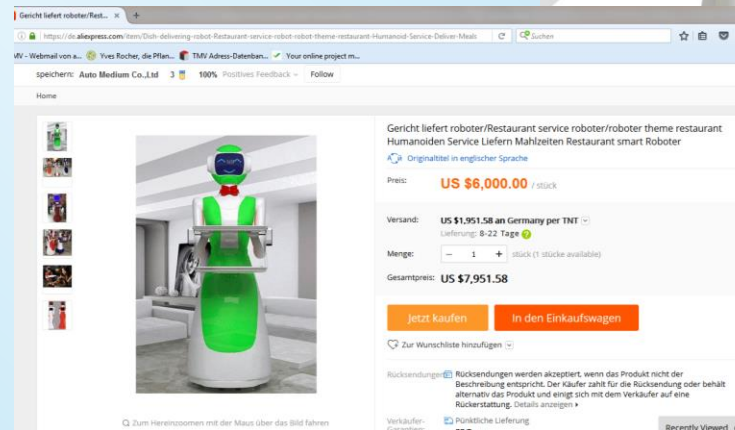 Gericht liefert roboter/Rest...
https://de.aliexpress.com/item/Dish-delivering-robot-Restaurant-service-robot-robot-theme-restaurant-Humanoid-Service-Deliver-Meals
Suchen
MV - Webmail von a... Yves Rocher, die Pflan... TMV Adress-Datenban... Your online project m...
speichern: Auto Medium Co.,Ltd 3 100% Positives Feedback Follow
Home
Gericht liefert roboter/Restaurant service roboter/roboter theme restaurant
Humanoiden Service Liefern Mahlzeiten Restaurant smart Roboter
Originaltitel in englischer Sprache
Preis: US $6,000.00 / stück
Versand: US $1,951.58 an Germany per TNT
Lieferung: 8-22 Tage
Menge: − 1 + stück (1 stücke available)
Gesamtpreis: US $7,951.58
Jetzt kaufen In den Einkaufswagen
Zur Wunschliste hinzufügen
Rücksendungen Rücksendungen werden akzeptiert, wenn das Produkt nicht der
Beschreibung entspricht. Der Käufer zahlt für die Rücksendung oder behält
alternativ das Produkt und einigt sich mit dem Verkäufer auf eine
Rückerstattung. Details anzeigen
Zum Hereinzoomen mit der Maus über das Bild fahren
Verkäufer- Pünktliche Lieferung
Recently Viewed